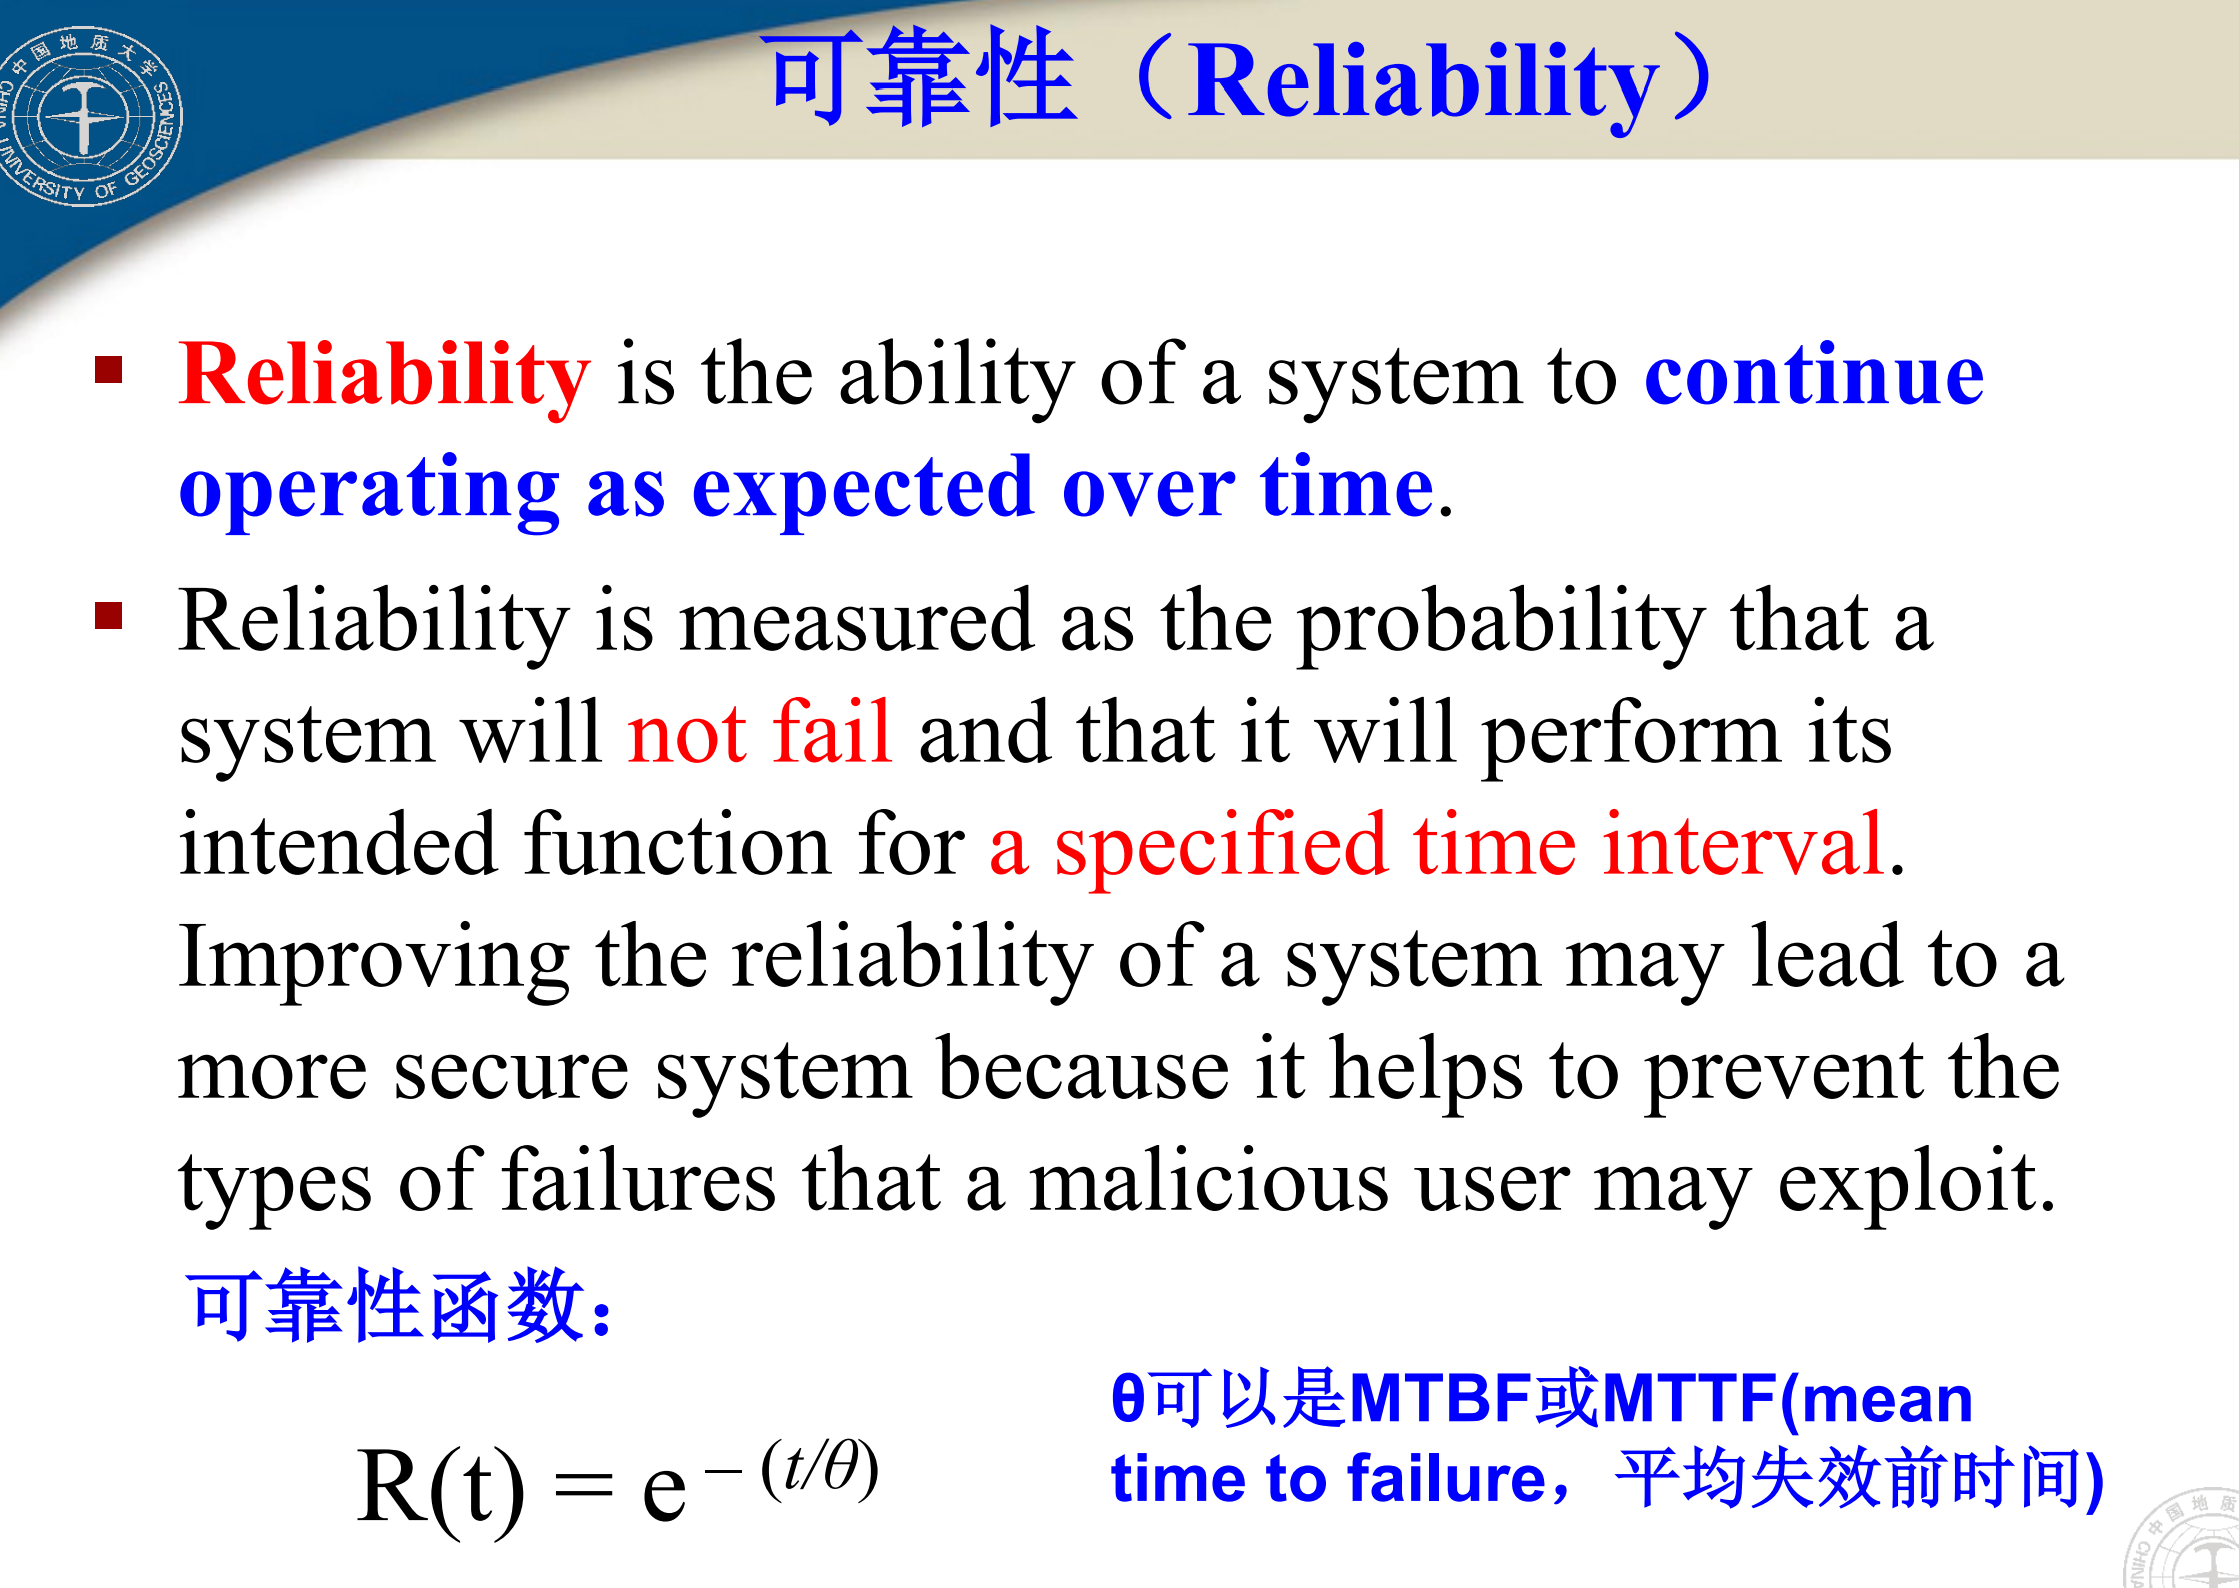 可靠性（Reliability）
中国地质大学
CHINA UNIVERSITY OF GEOSCIENCES
Reliability is the ability of a system to continue
operating as expected over time.
Reliability is measured as the probability that a
system will not fail and that it will perform its
intended function for a specified time interval.
Improving the reliability of a system may lead to a
more secure system because it helps to prevent the
types of failures that a malicious user may exploit.
可靠性函数：
θ可以是MTBF或MTTF(mean
time to failure，平均失效前时间)
R(t) = e – (t/θ)
中国地质
CHINA